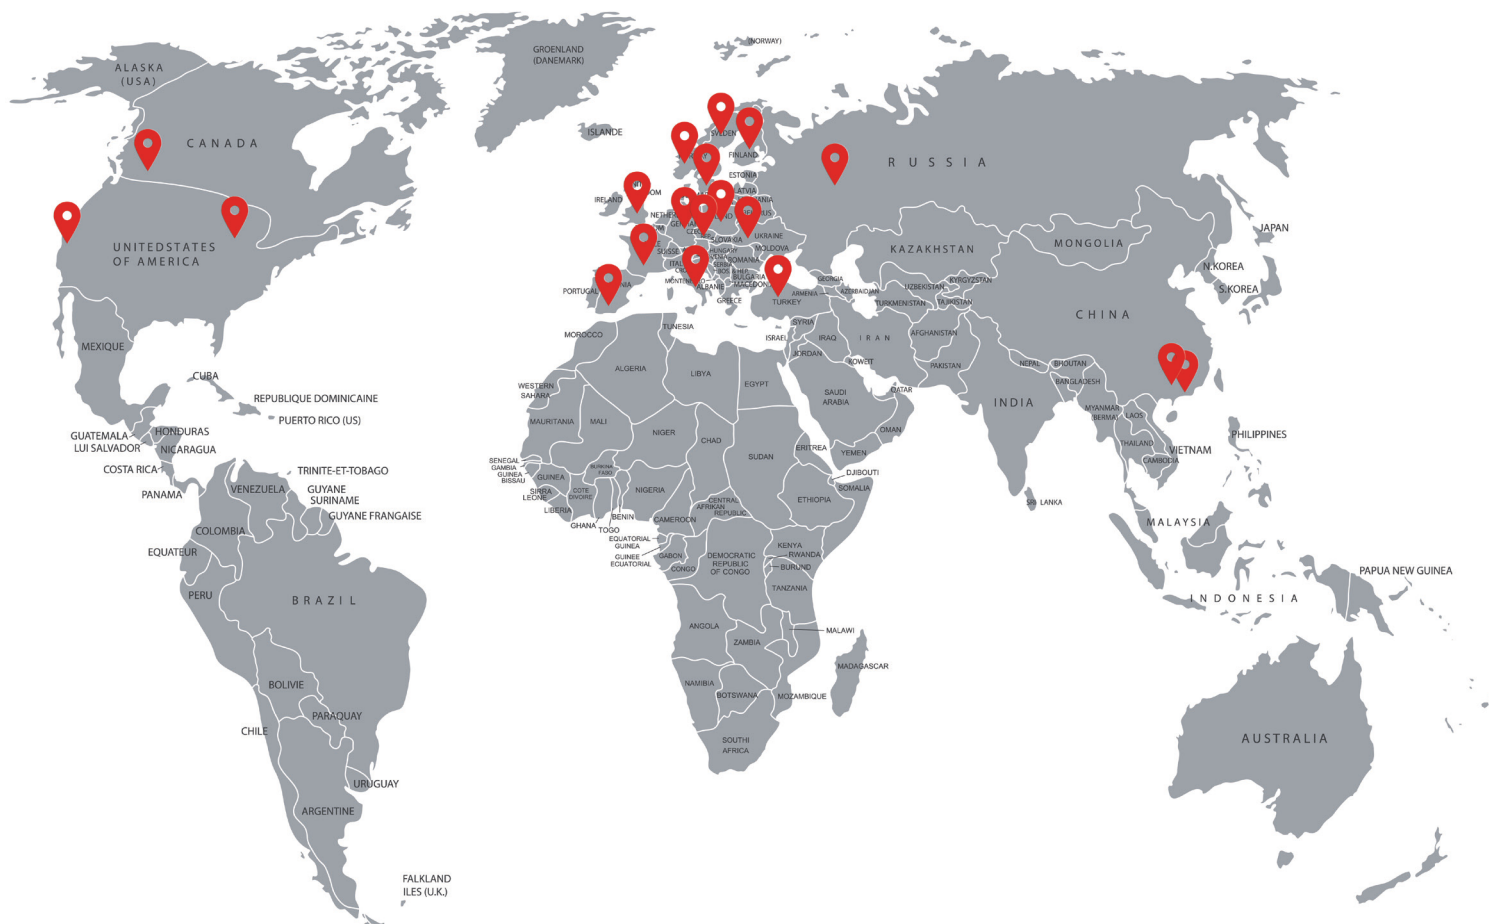 ALASKA
(USA)
CANADA
UNITEDSTATES
OF AMERICA
MEXIQUE
CUBA
REPUBLIQUE DOMINICAINE
PUERTO RICO (US)
GUATEMALA
HONDURAS
LUI SALVADOR
NICARAGUA
COSTA RICA
PANAMA
TRINITE-ET-TOBAGO
VENEZUELA
GUYANE
SURINAME
GUYANE FRANGAISE
COLOMBIA
EQUATEUR
PERU
BRAZIL
BOLIVIE
PARAQUAY
CHILE
URUGUAY
ARGENTINE
FALKLAND
ILES (U.K.)
GROENLAND
(DANEMARK)
(NORWAY)
ISLANDE
SVEDEN
FINLAND
ESTONIA
IRELAND
UKRAINE
MOLDOVA
SLOVAKIA
HUNGARY
ROMANIA
SUISSE
BULGARIA
ALBANIE
GREECE
PORTUGAL
TURKEY
GEORGIA
ARMENIA
AZERBAIDJAN
RUSSIA
KAZAKHSTAN
MONGOLIA
UZBEKISTAN
KYRGYZSTAN
TURKMENISTAN
TAJIKISTAN
CHINA
JAPAN
N.KOREA
S.KOREA
MOROCCO
TUNESIA
ALGERIA
LIBYA
EGYPT
WESTERN
SAHARA
MAURITANIA
MALI
NIGER
CHAD
SUDAN
ERITREA
SENEGAL
GAMBIA
GUINEA
BISSAU
GUINEA
SIRRA
LEONE
LIBERIA
COTE
DIVOIRE
BURKINA
FASO
GHANA
TOGO
BENIN
NIGERIA
CAMEROON
CENTRAL
AFRIKAN
REPUBLIC
ETHIOPIA
DJIBOUTI
SOMALIA
EQUATORIAL
GUINEA
GUINEE
ECUATORIAL
GABON
CONGO
DEMOCRATIC
REPUBLIC
OF CONGO
KENYA
RWANDA
BURUND
TANZANIA
ANGOLA
ZAMBIA
MALAWI
NAMIBIA
BOTSWANA
MOZAMBIQUE
MADAGASCAR
SOUTHI
AFRICA
SYRIA
ISRAEL
JORDAN
IRAQ
IRAN
KOWEIT
SAUDI
ARABIA
QATAR
OMAN
YEMEN
AFGHANISTAN
PAKISTAN
NEPAL
BHOUTAN
BANGLADESH
INDIA
SRI LANKA
MYANMAR
(BERMA)
LAOS
THAILAND
VIETNAM
CAMBODIA
PHILIPPINES
MALAYSIA
INDONESIA
PAPUA NEW GUINEA
AUSTRALIA